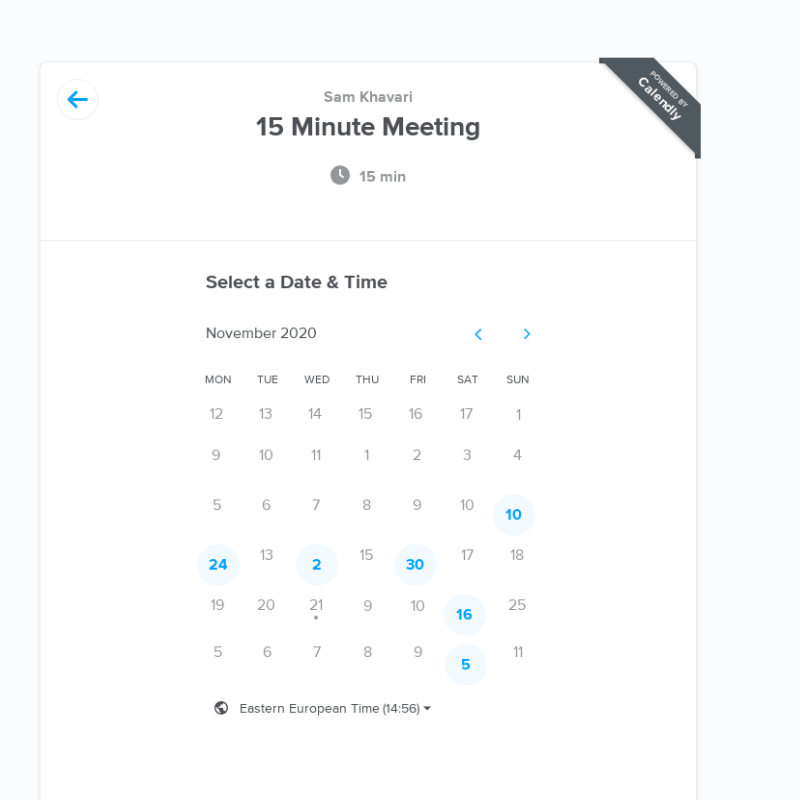 POWERED BY
Calendly
Sam Khavari
15 Minute Meeting
15 min
Select a Date & Time
November 2020
MON TUE WED THU FRI SAT SUN
12 13 14 15 16 17 1
9 10 11 1 2 3 4
5 6 7 8 9 10 10
24 13 2 15 30 17 18
19 20 21 9 10 16 25
5 6 7 8 9 5 11
Eastern European Time (14:56)